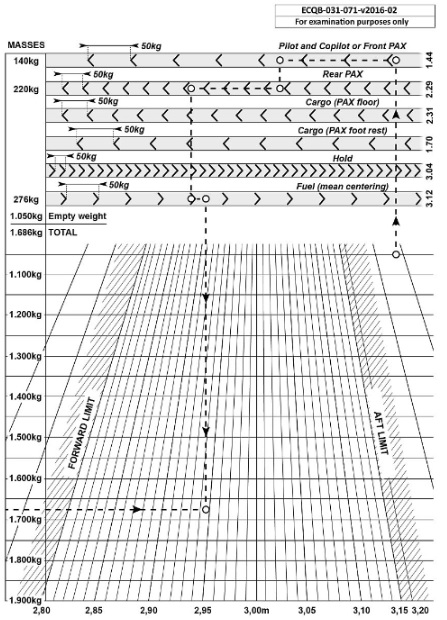 ECQB-031-071-v2016-02
For examination purposes only
MASSES
50kg
Pilot and Copilot or Front PAX
140kg
1.44
50kg
Rear PAX
220kg
2.29
50kg
Cargo (PAX floor)
2.31
50kg
Cargo (PAX foot rest)
1.70
50kg
Hold
3.04
50kg
Fuel (mean centering)
276kg
3.12
1.050kg Empty weight
1.686kg TOTAL
1.100kg
1.200kg
1.300kg
1.400kg
FORWARD LIMIT
AFT LIMIT
1.500kg
1.600kg
1.700kg
1.800kg
1.900kg
2,80 2,85 2,90 2,95 3,00m 3,05 3,10 3,15 3,20